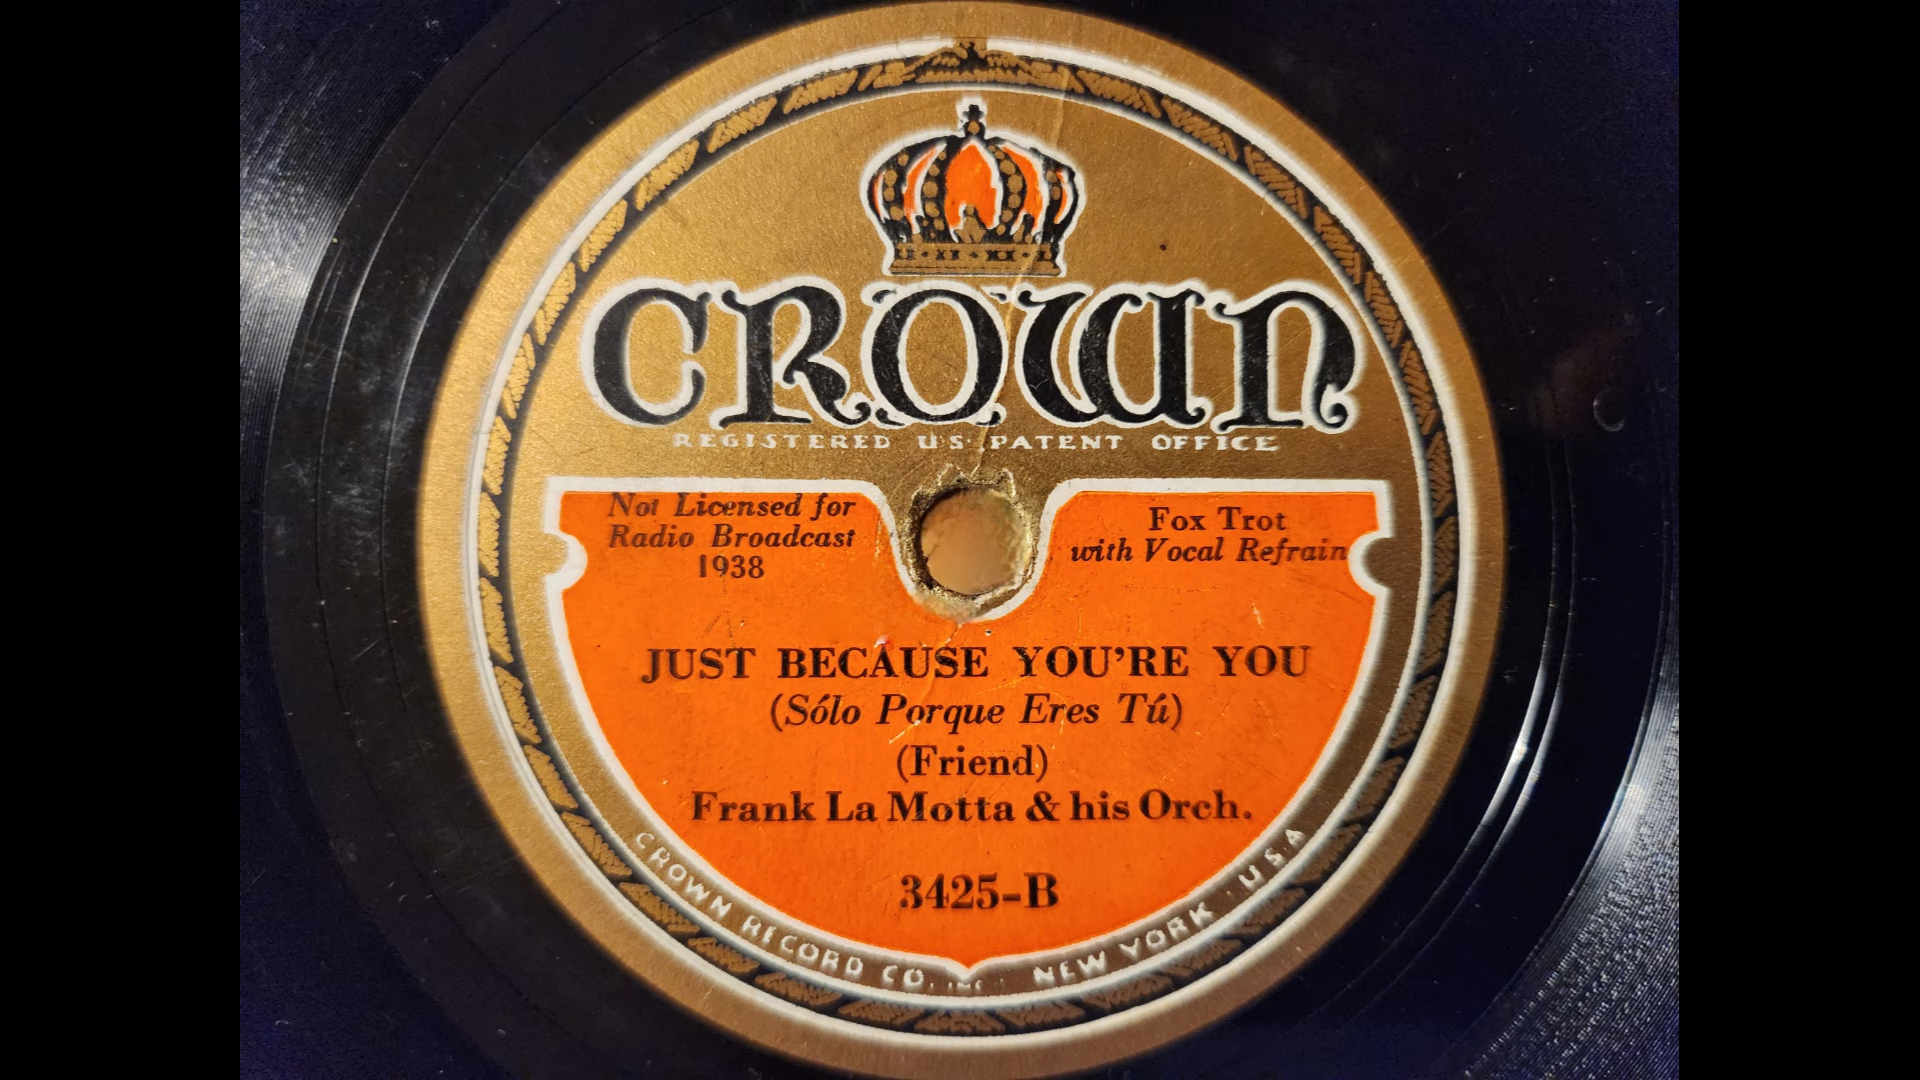 CROWN
REGISTERED U.S. PATENT OFFICE
Not Licensed for
Radio Broadcast
1938
Fox Trot
with Vocal Refrain
JUST BECAUSE YOU'RE YOU
(Sólo Porque Eres Tú)
(Friend)
Frank La Motta & his Orch.
3425-B
CROWN RECORD CO. INC. NEW YORK · U.S.A